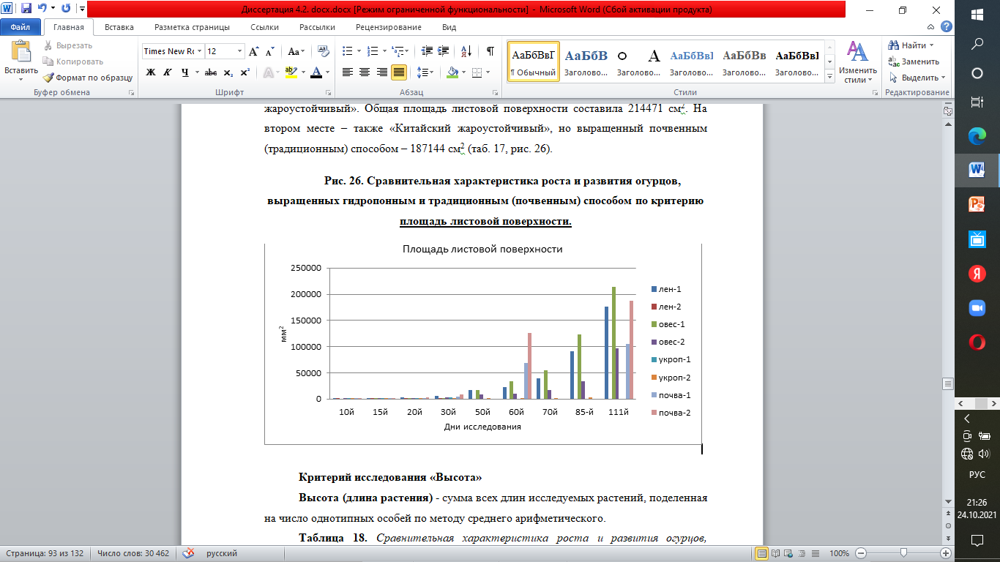 Диссертация 4.2. docx.docx [Режим ограниченной функциональности] - Microsoft Word (Сбой активации продукта)
Файл Главная Вставка Разметка страницы Ссылки Рассылки Рецензирование Вид
Вставить
Вырезать
Копировать
Формат по образцу
Буфер обмена
Times New Ro 12
Ж К Ч abc x₂ x²
Шрифт
Абзац
АаБбВвГ АаБбВ О А АаБбВвI АаБбВв АаБбВвI
¶ Обычный Заголово... Заголово... Заголово... Заголово... Заголово...
Стили
Изменить стили
Найти
Заменить
Выделить
Редактирование
жароустойчивый». Общая площадь листовой поверхности составила 214471 см². На
втором месте – также «Китайский жароустойчивый», но выращенный почвенным
(традиционным) способом – 187144 см² (таб. 17, рис. 26).
Рис. 26. Сравнительная характеристика роста и развития огурцов,
выращенных гидропонным и традиционным (почвенным) способом по критерию
площадь листовой поверхности.
Площадь листовой поверхности
250000
200000
150000
100000
50000
0
мм²
10й 15й 20й 30й 50й 60й 70й 85-й 111й
Дни исследования
лен-1
лен-2
овес-1
овес-2
укроп-1
укроп-2
почва-1
почва-2
Критерий исследования «Высота»
Высота (длина растения) - сумма всех длин исследуемых растений, поделенная
на число однотипных особей по методу среднего арифметического.
Таблица 18. Сравнительная характеристика роста и развития огурцов,
Страница: 93 из 132 Число слов: 30 462 русский 100%
РУС
21:26
24.10.2021